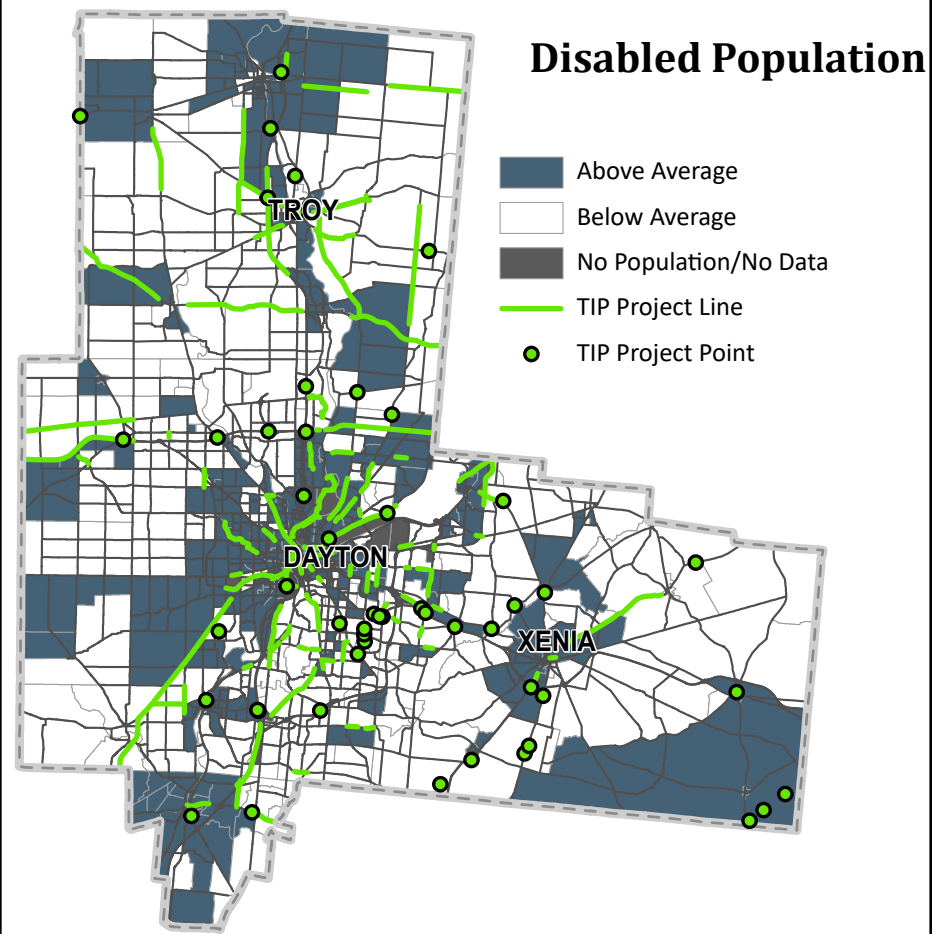 Disabled Population
Above Average
Below Average
No Population/No Data
TIP Project Line
TIP Project Point
TROY
DAYTON
XENIA